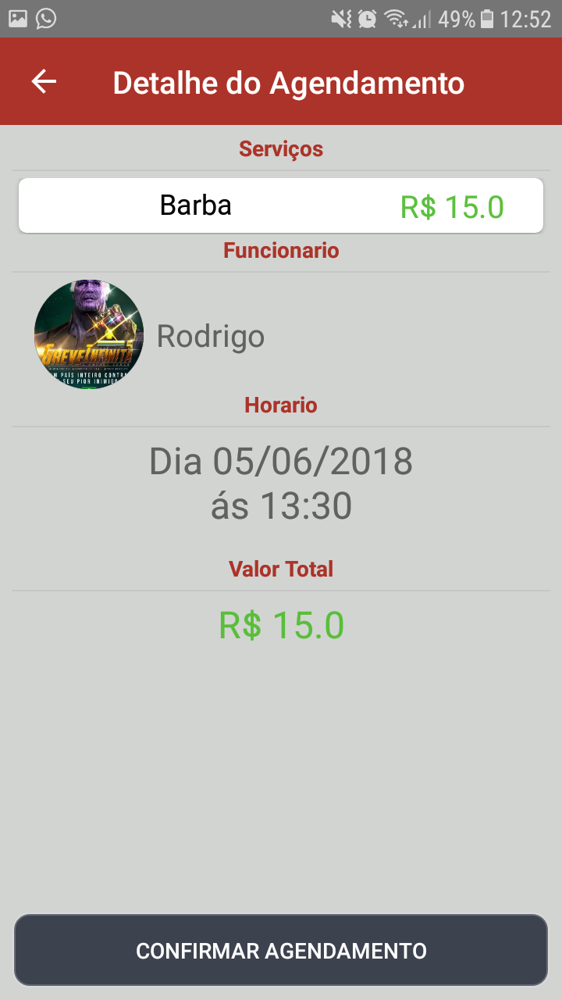 49% 12:52
Detalhe do Agendamento
Serviços
Barba R$ 15.0
Funcionario
GREVE INFINITA
M PAÍS INTEIRO CONTRA
SEU PIOR INIMIGO
Rodrigo
Horario
Dia 05/06/2018
ás 13:30
Valor Total
R$ 15.0
CONFIRMAR AGENDAMENTO